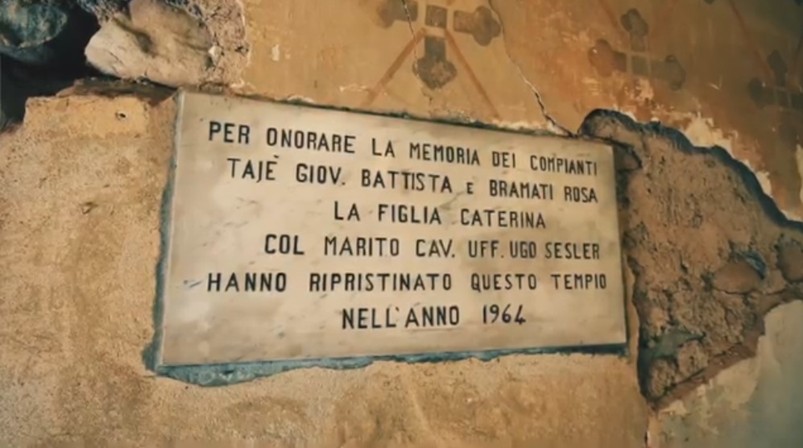 PER ONORARE LA MEMORIA DEI COMPIANTI
TAJÈ GIOV. BATTISTA E BRAMATI ROSA
LA FIGLIA CATERINA
COL MARITO CAV. UFF. UGO SESLER
HANNO RIPRISTINATO QUESTO TEMPIO
NELL'ANNO 1964